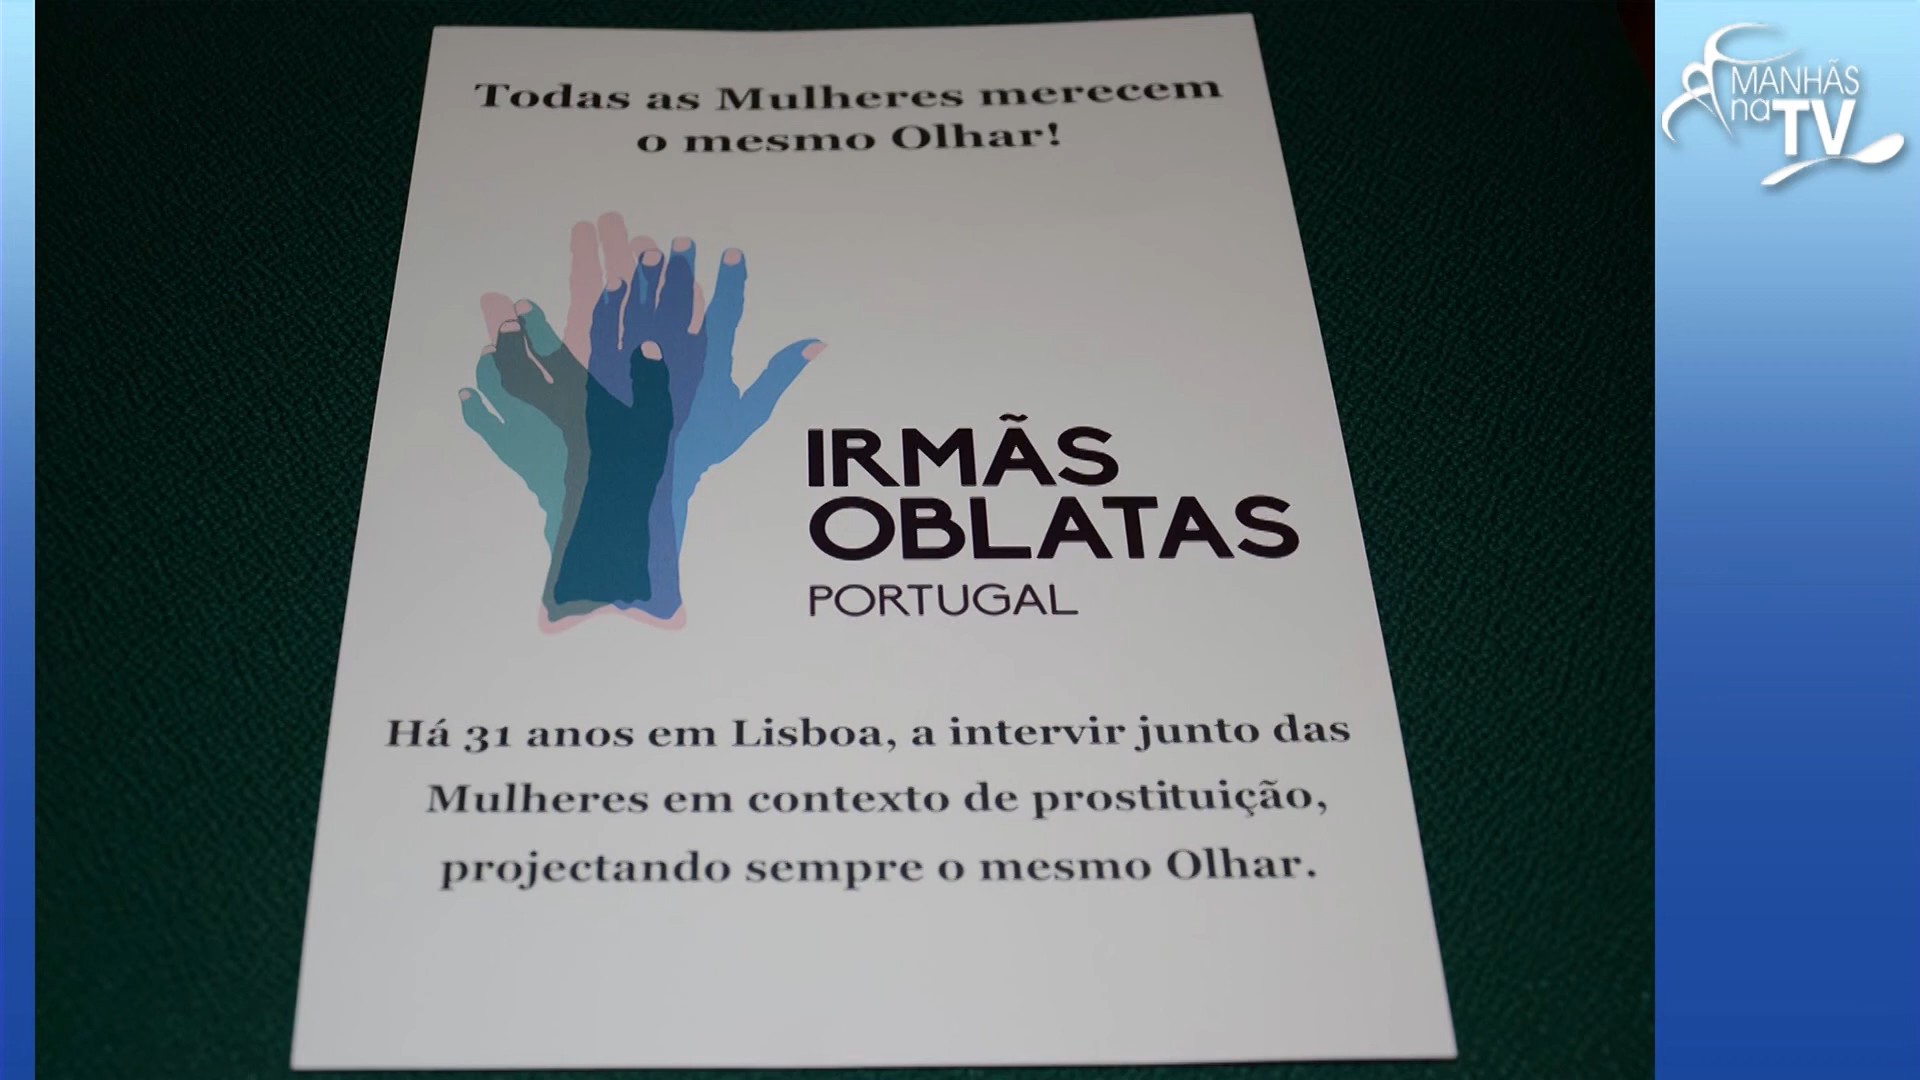 Todas as Mulheres merecem
o mesmo Olhar!
IRMÃS
OBLATAS
PORTUGAL
Há 31 anos em Lisboa, a intervir junto das
Mulheres em contexto de prostituição,
projectando sempre o mesmo Olhar.
MANHÃS
na TV